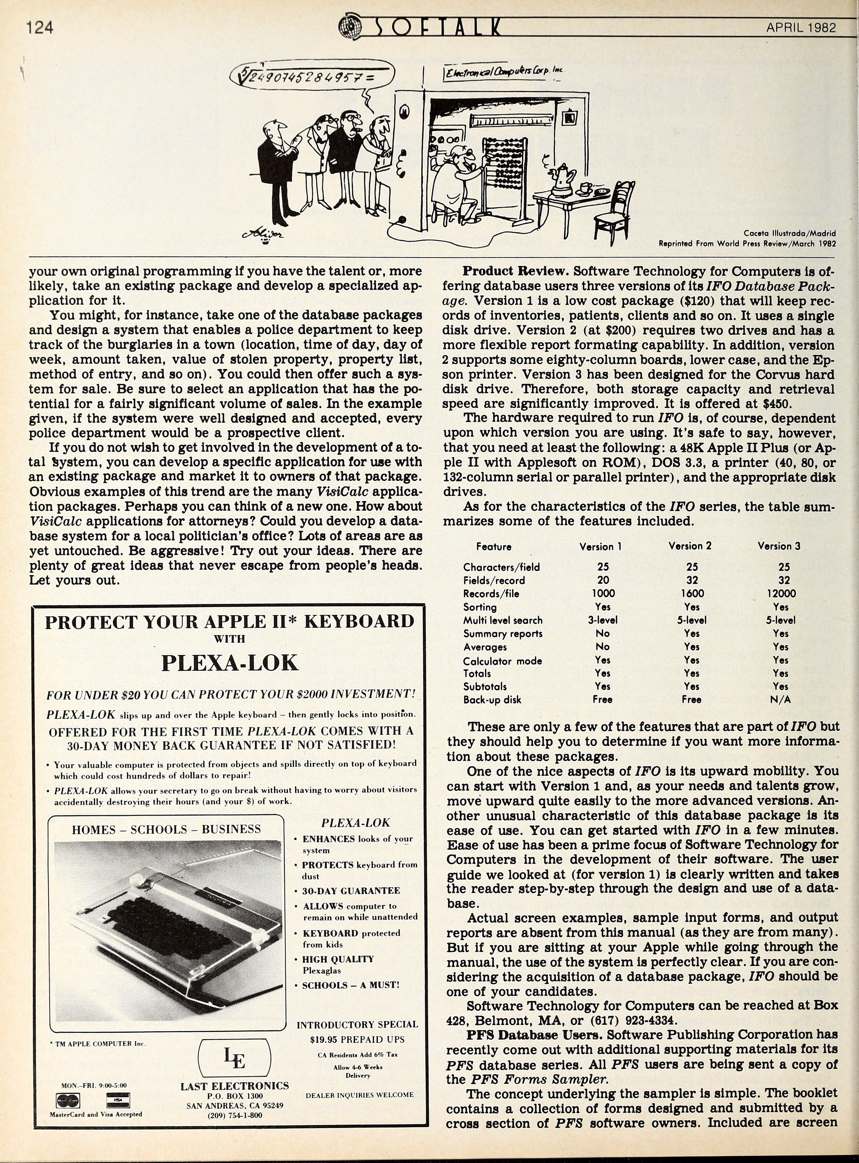 124
SOFTALK
APRIL 1982
5√2490745284957=
Electronical Computers Corp. Inc.
Caceta Illustrada/Madrid
Reprinted From World Press Review/March 1982
your own original programming if you have the talent or, more
likely, take an existing package and develop a specialized ap-
plication for it.
You might, for instance, take one of the database packages
and design a system that enables a police department to keep
track of the burglaries in a town (location, time of day, day of
week, amount taken, value of stolen property, property list,
method of entry, and so on). You could then offer such a sys-
tem for sale. Be sure to select an application that has the po-
tential for a fairly significant volume of sales. In the example
given, if the system were well designed and accepted, every
police department would be a prospective client.
If you do not wish to get involved in the development of a to-
tal system, you can develop a specific application for use with
an existing package and market it to owners of that package.
Obvious examples of this trend are the many VisiCalc applica-
tion packages. Perhaps you can think of a new one. How about
VisiCalc applications for attorneys? Could you develop a data-
base system for a local politician's office? Lots of areas are as
yet untouched. Be aggressive! Try out your ideas. There are
plenty of great ideas that never escape from people's heads.
Let yours out.
PROTECT YOUR APPLE II* KEYBOARD
WITH
PLEXA-LOK
FOR UNDER $20 YOU CAN PROTECT YOUR $2000 INVESTMENT!
PLEXA-LOK slips up and over the Apple keyboard – then gently locks into position.
OFFERED FOR THE FIRST TIME PLEXA-LOK COMES WITH A
30-DAY MONEY BACK GUARANTEE IF NOT SATISFIED!
• Your valuable computer is protected from objects and spills directly on top of keyboard
which could cost hundreds of dollars to repair!
• PLEXA-LOK allows your secretary to go on break without having to worry about visitors
accidentally destroying their hours (and your $) of work.
HOMES – SCHOOLS – BUSINESS
PLEXA-LOK
• ENHANCES looks of your
system
• PROTECTS keyboard from
dust
• 30-DAY GUARANTEE
• ALLOWS computer to
remain on while unattended
• KEYBOARD protected
from kids
• HIGH QUALITY
Plexaglas
• SCHOOLS – A MUST!
INTRODUCTORY SPECIAL
$19.95 PREPAID UPS
CA Residents Add 6% Tax
Allow 4-6 Weeks
Delivery
DEALER INQUIRIES WELCOME
* TM APPLE COMPUTER Inc.
LE
MON.–FRI. 9:00-5:00
VISA
MasterCard and Visa Accepted
LAST ELECTRONICS
P.O. BOX 1300
SAN ANDREAS, CA 95249
(209) 754-1-800
Product Review. Software Technology for Computers is of-
fering database users three versions of its IFO Database Pack-
age. Version 1 is a low cost package ($120) that will keep rec-
ords of inventories, patients, clients and so on. It uses a single
disk drive. Version 2 (at $200) requires two drives and has a
more flexible report formating capability. In addition, version
2 supports some eighty-column boards, lower case, and the Ep-
son printer. Version 3 has been designed for the Corvus hard
disk drive. Therefore, both storage capacity and retrieval
speed are significantly improved. It is offered at $450.
The hardware required to run IFO is, of course, dependent
upon which version you are using. It's safe to say, however,
that you need at least the following: a 48K Apple II Plus (or Ap-
ple II with Applesoft on ROM), DOS 3.3, a printer (40, 80, or
132-column serial or parallel printer), and the appropriate disk
drives.
As for the characteristics of the IFO series, the table sum-
marizes some of the features included.
Feature Version 1 Version 2 Version 3
Characters/field 25 25 25
Fields/record 20 32 32
Records/file 1000 1600 12000
Sorting Yes Yes Yes
Multi level search 3-level 5-level 5-level
Summary reports No Yes Yes
Averages No Yes Yes
Calculator mode Yes Yes Yes
Totals Yes Yes Yes
Subtotals Yes Yes Yes
Back-up disk Free Free N/A
These are only a few of the features that are part of IFO but
they should help you to determine if you want more informa-
tion about these packages.
One of the nice aspects of IFO is its upward mobility. You
can start with Version 1 and, as your needs and talents grow,
move upward quite easily to the more advanced versions. An-
other unusual characteristic of this database package is its
ease of use. You can get started with IFO in a few minutes.
Ease of use has been a prime focus of Software Technology for
Computers in the development of their software. The user
guide we looked at (for version 1) is clearly written and takes
the reader step-by-step through the design and use of a data-
base.
Actual screen examples, sample input forms, and output
reports are absent from this manual (as they are from many).
But if you are sitting at your Apple while going through the
manual, the use of the system is perfectly clear. If you are con-
sidering the acquisition of a database package, IFO should be
one of your candidates.
Software Technology for Computers can be reached at Box
428, Belmont, MA, or (617) 923-4334.
PFS Database Users. Software Publishing Corporation has
recently come out with additional supporting materials for its
PFS database series. All PFS users are being sent a copy of
the PFS Forms Sampler.
The concept underlying the sampler is simple. The booklet
contains a collection of forms designed and submitted by a
cross section of PFS software owners. Included are screen